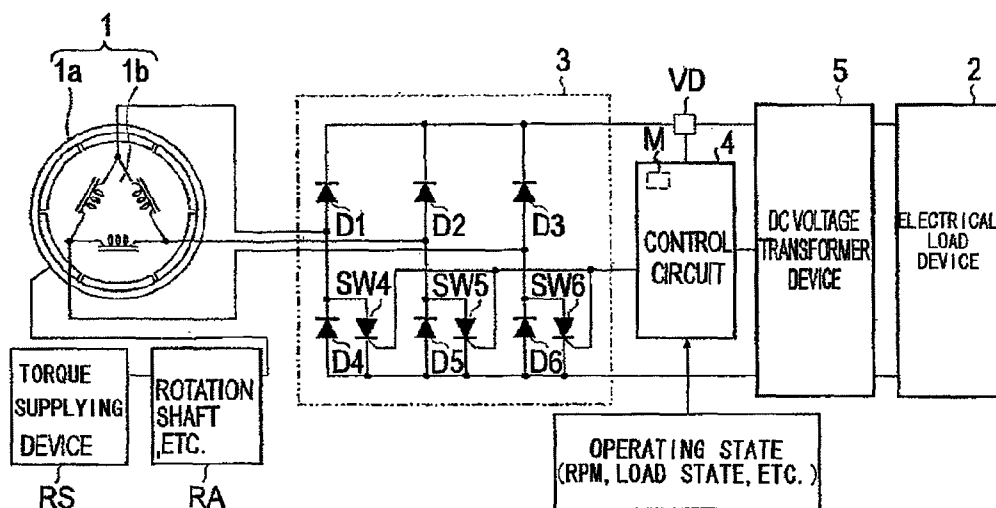 1
1a 1b
3
VD
5
2
M
4
D1
D2
D3
CONTROL
CIRCUIT
DC VOLTAGE
TRANSFORMER
DEVICE
ELECTRICAL
LOAD
DEVICE
SW4
SW5
SW6
D4
D5
D6
TORQUE
SUPPLYING
DEVICE
ROTATION
SHAFT
,ETC.
RS
RA
OPERATING STATE
(RPM, LOAD STATE, ETC.)